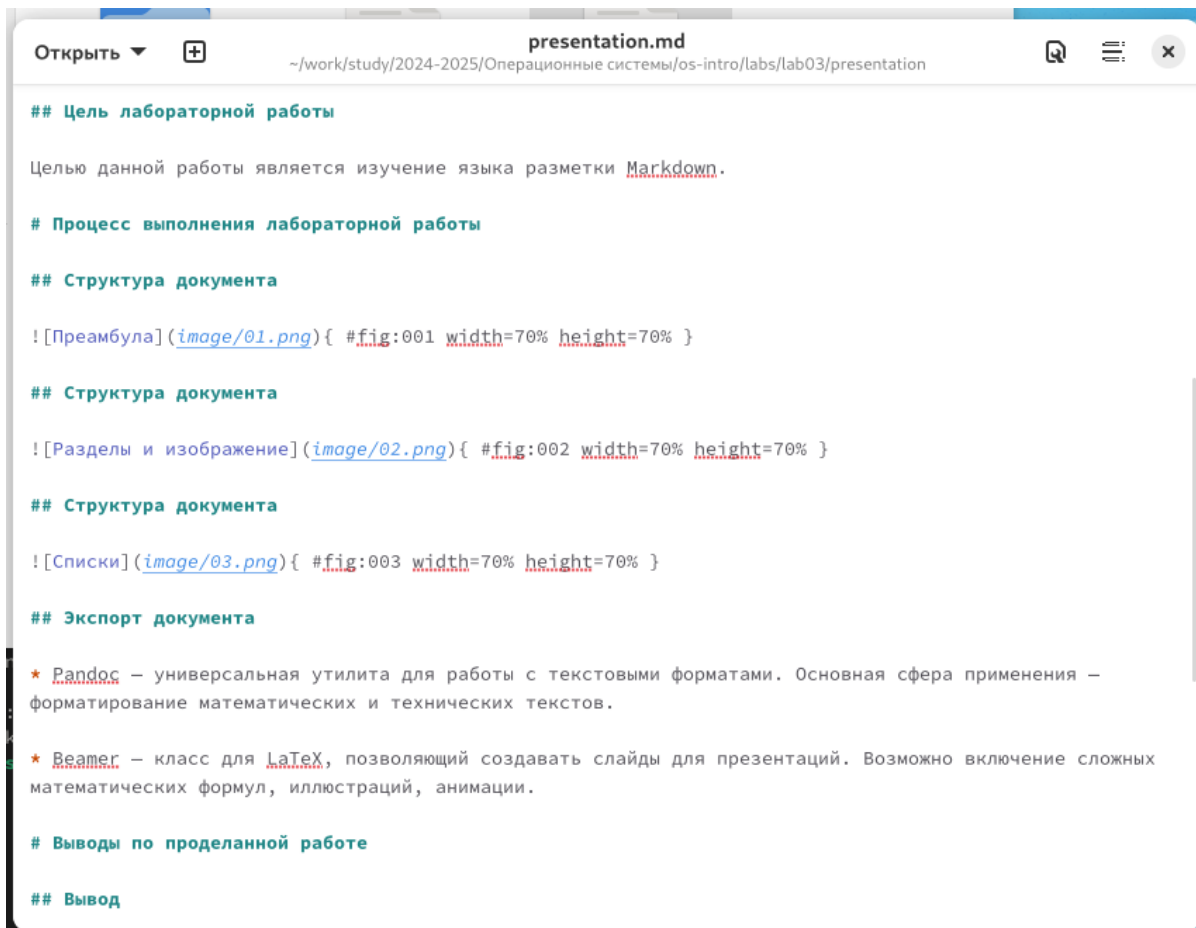 Открыть
presentation.md
~/work/study/2024-2025/Операционные системы/os-intro/labs/lab03/presentation
## Цель лабораторной работы
Целью данной работы является изучение языка разметки Markdown.
# Процесс выполнения лабораторной работы
## Структура документа
![Преамбула](image/01.png){ #fig:001 width=70% height=70% }
## Структура документа
![Разделы и изображение](image/02.png){ #fig:002 width=70% height=70% }
## Структура документа
![Списки](image/03.png){ #fig:003 width=70% height=70% }
## Экспорт документа
* Pandoc — универсальная утилита для работы с текстовыми форматами. Основная сфера применения —
форматирование математических и технических текстов.
* Beamer — класс для LaTeX, позволяющий создавать слайды для презентаций. Возможно включение сложных
математических формул, иллюстраций, анимации.
# Выводы по проделанной работе
## Вывод